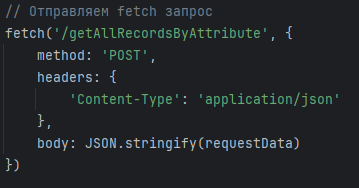 // Отправляем fetch запрос
fetch('/getAllRecordsByAttribute', {
    method: 'POST',
    headers: {
        'Content-Type': 'application/json'
    },
    body: JSON.stringify(requestData)
})